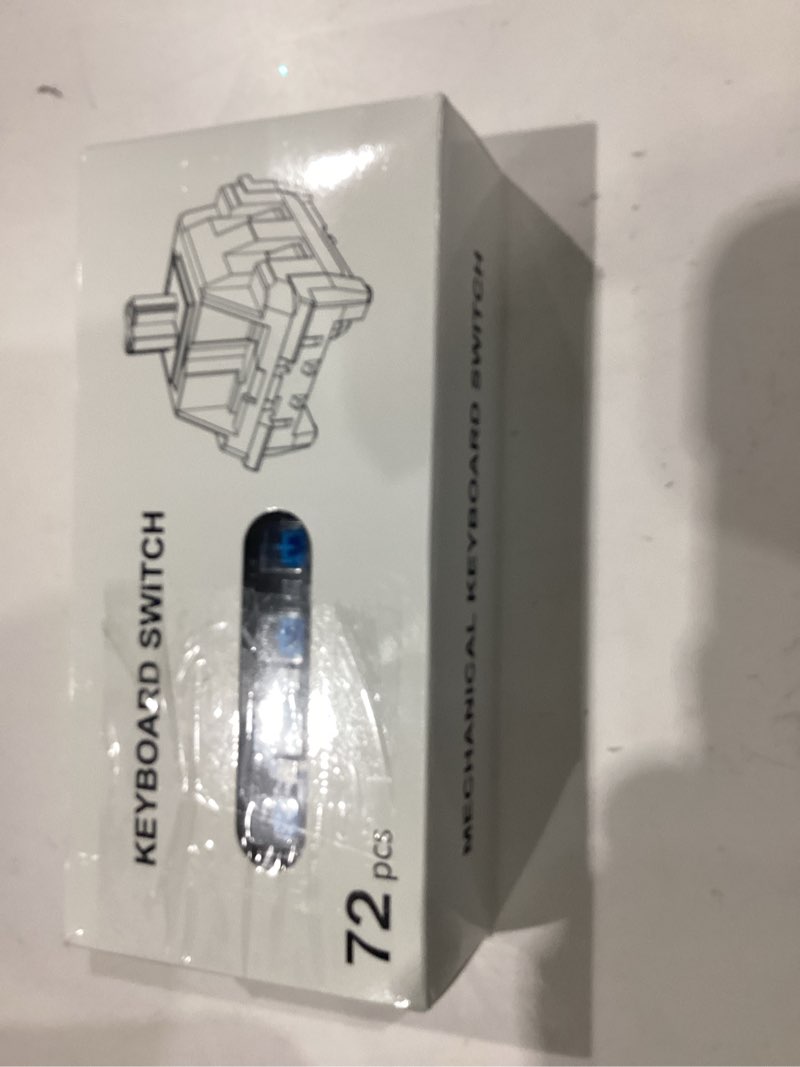 KEYBOARD SWITCH
72 pcs
MECHANICAL KEYBOARD SWITCH